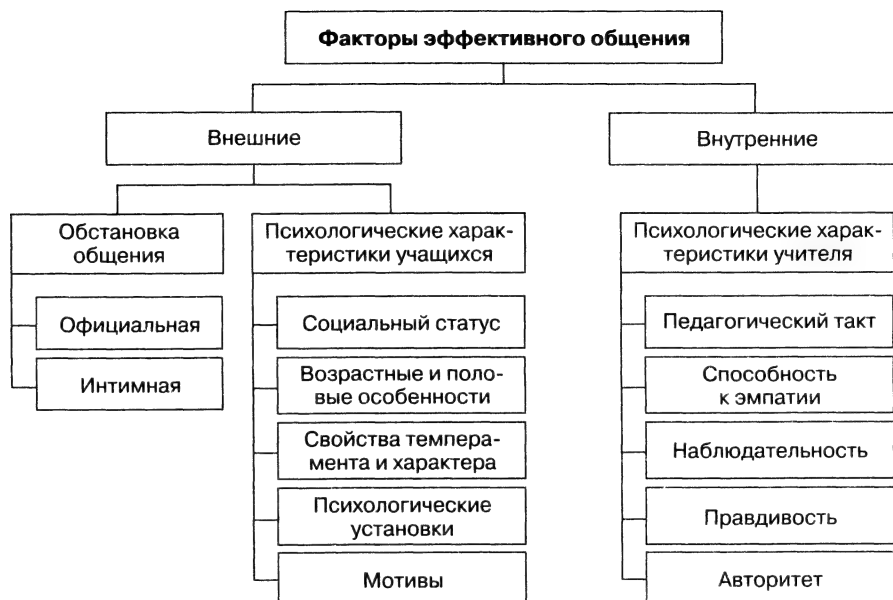 Факторы эффективного общения
Внешние
Внутренние
Обстановка
общения
Психологические харак-
теристики учащихся
Психологические харак-
теристики учителя
Официальная
Интимная
Социальный статус
Возрастные и поло-
вые особенности
Свойства темпера-
мента и характера
Психологические
установки
Мотивы
Педагогический такт
Способность
к эмпатии
Наблюдательность
Правдивость
Авторитет